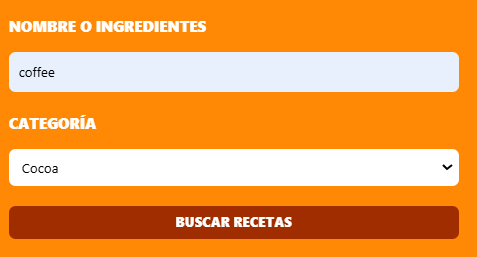 NOMBRE O INGREDIENTES
coffee
CATEGORÍA
Cocoa
BUSCAR RECETAS